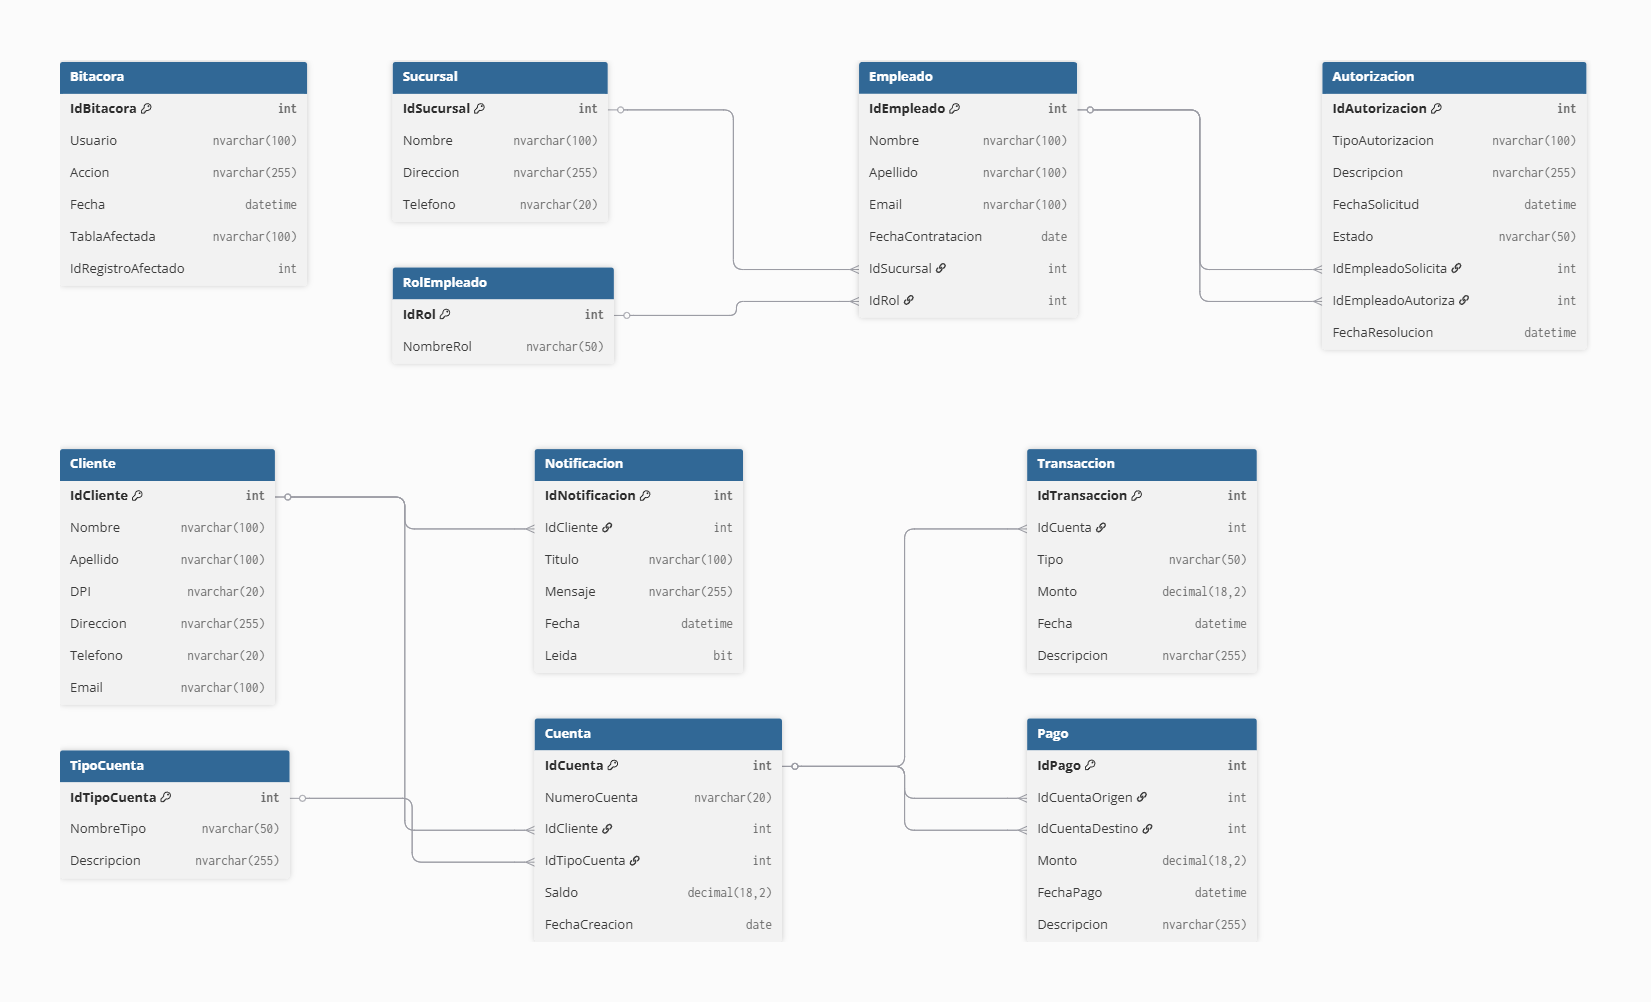 Bitacora
IdBitacora int
Usuario nvarchar(100)
Accion nvarchar(255)
Fecha datetime
TablaAfectada nvarchar(100)
IdRegistroAfectado int
Sucursal
IdSucursal int
Nombre nvarchar(100)
Direccion nvarchar(255)
Telefono nvarchar(20)
RolEmpleado
IdRol int
NombreRol nvarchar(50)
Empleado
IdEmpleado int
Nombre nvarchar(100)
Apellido nvarchar(100)
Email nvarchar(100)
FechaContratacion date
IdSucursal int
IdRol int
Autorizacion
IdAutorizacion int
TipoAutorizacion nvarchar(100)
Descripcion nvarchar(255)
FechaSolicitud datetime
Estado nvarchar(50)
IdEmpleadoSolicita int
IdEmpleadoAutoriza int
FechaResolucion datetime
Cliente
IdCliente int
Nombre nvarchar(100)
Apellido nvarchar(100)
DPI nvarchar(20)
Direccion nvarchar(255)
Telefono nvarchar(20)
Email nvarchar(100)
TipoCuenta
IdTipoCuenta int
NombreTipo nvarchar(50)
Descripcion nvarchar(255)
Notificacion
IdNotificacion int
IdCliente int
Titulo nvarchar(100)
Mensaje nvarchar(255)
Fecha datetime
Leida bit
Cuenta
IdCuenta int
NumeroCuenta nvarchar(20)
IdCliente int
IdTipoCuenta int
Saldo decimal(18,2)
FechaCreacion date
Transaccion
IdTransaccion int
IdCuenta int
Tipo nvarchar(50)
Monto decimal(18,2)
Fecha datetime
Descripcion nvarchar(255)
Pago
IdPago int
IdCuentaOrigen int
IdCuentaDestino int
Monto decimal(18,2)
FechaPago datetime
Descripcion nvarchar(255)